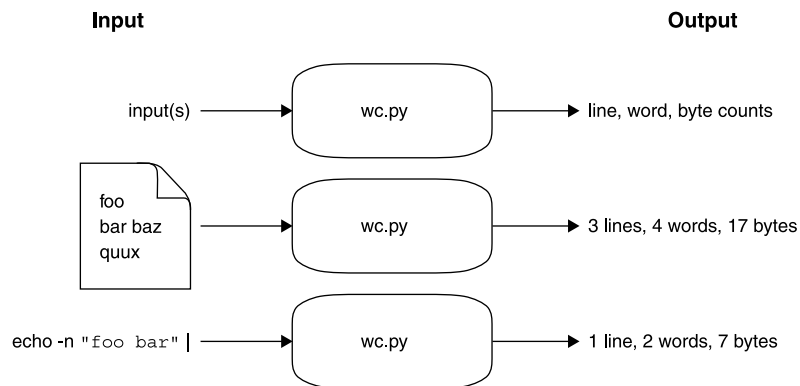 Input Output
input(s) wc.py line, word, byte counts
foo
bar baz
quux
wc.py 3 lines, 4 words, 17 bytes
echo -n "foo bar" | wc.py 1 line, 2 words, 7 bytes